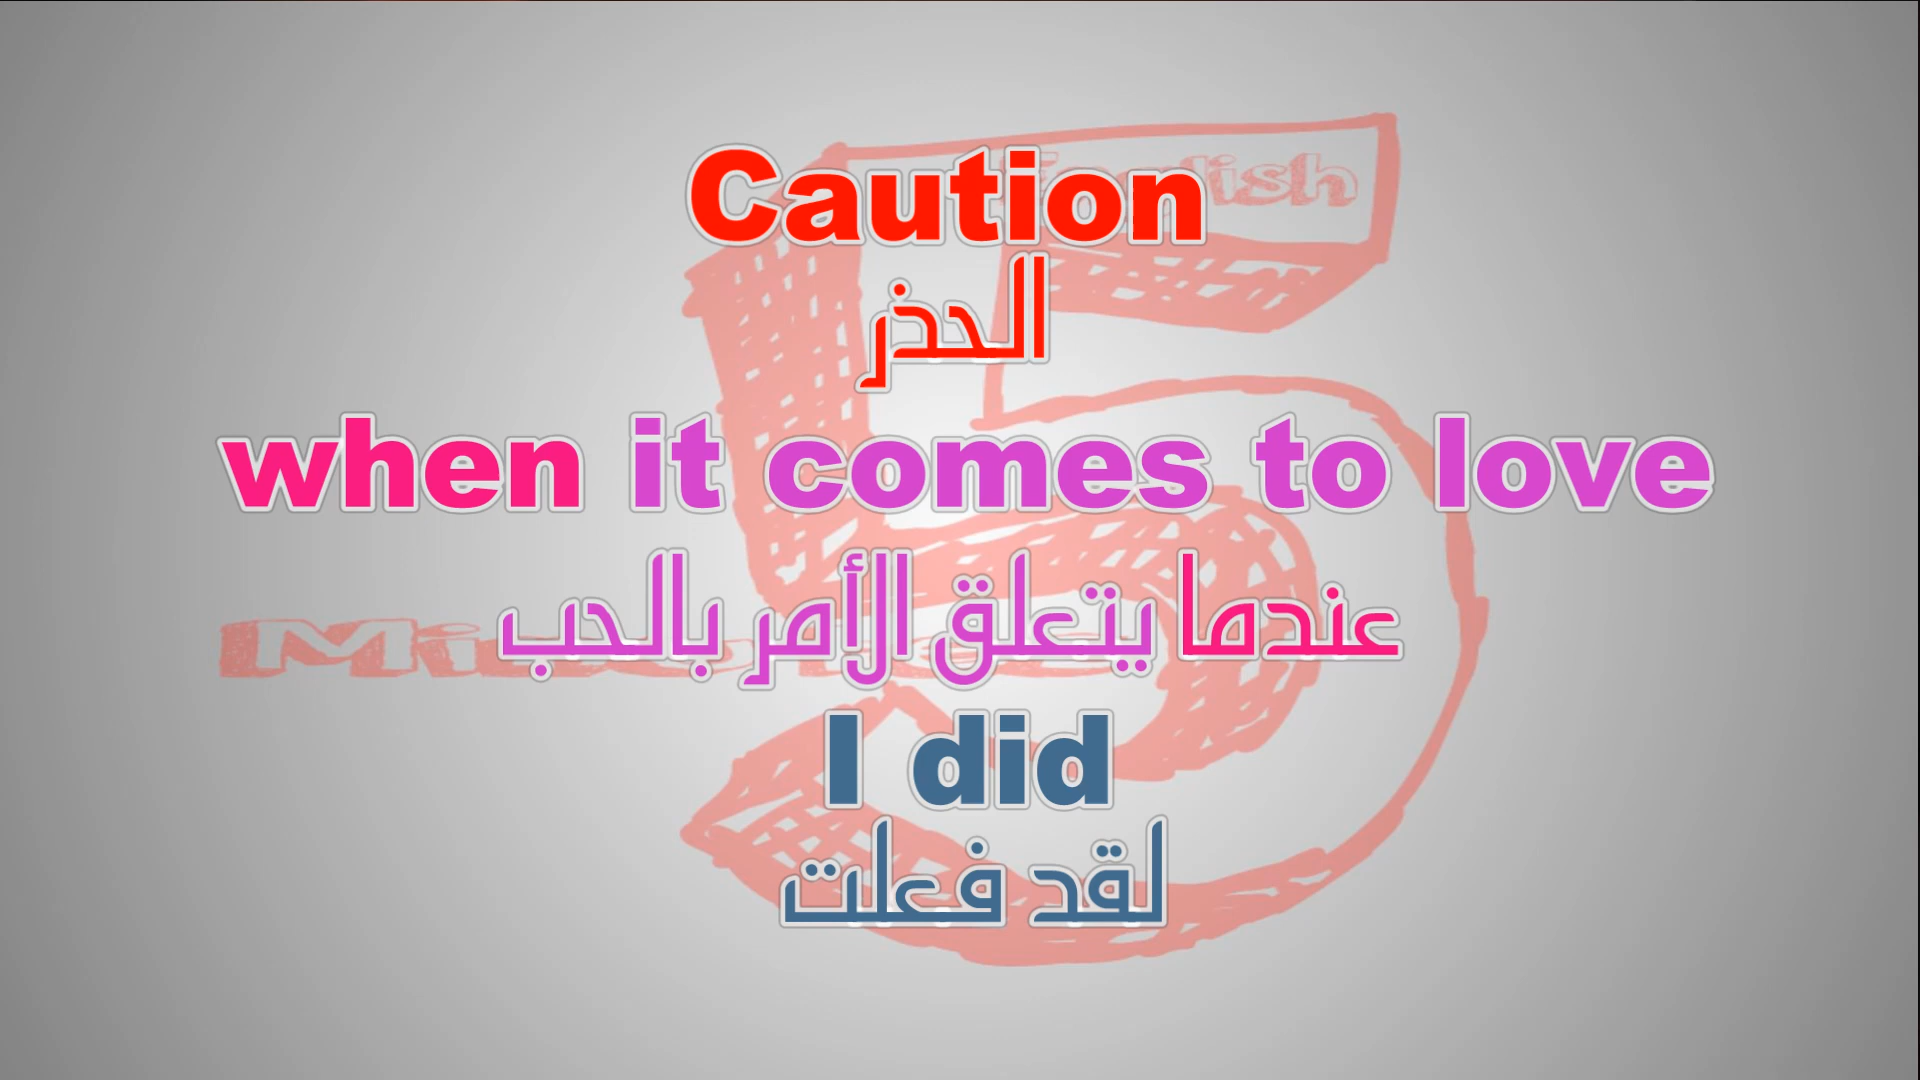 Caution
الحذر
when it comes to love
عندما يتعلق الأمر بالحب
I did
لقد فعلت